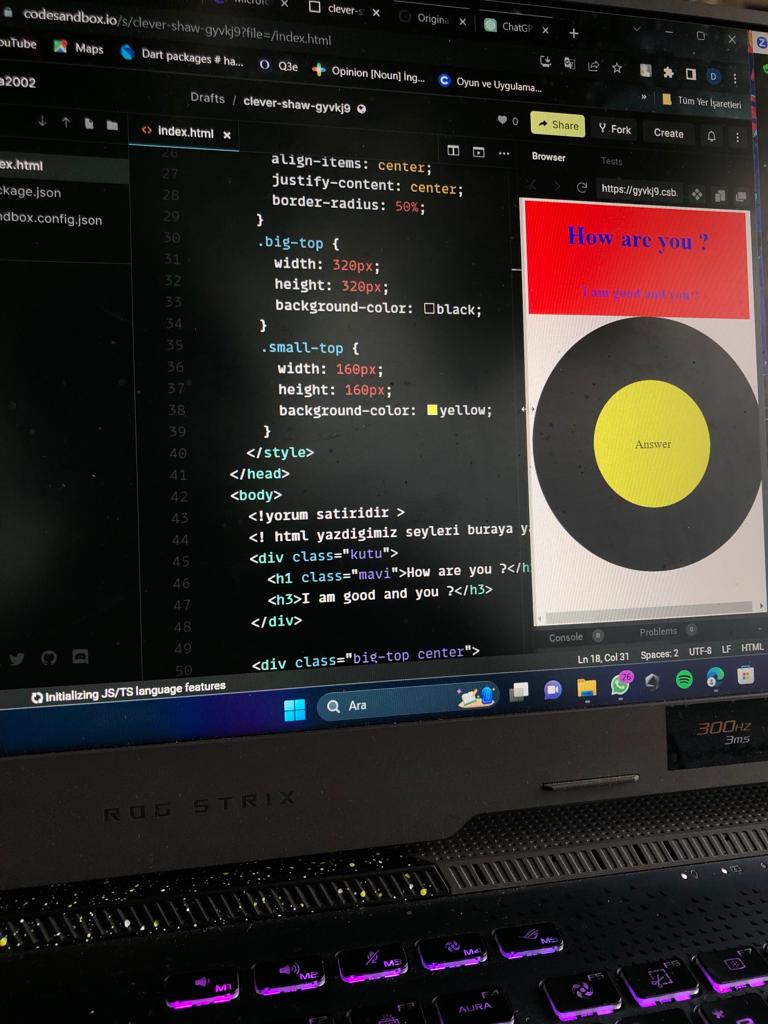 clever-s
Origina
ChatGP
codesandbox.io/s/clever-shaw-gyvkj9?file=/index.html
ouTube
Maps
Dart packages # ha...
Q3e
Opinion [Noun] İng...
Oyun ve Uygulama...
D
»
Tüm Yer İşaretleri
a2002
Drafts / clever-shaw-gyvkj9
0
Share
Fork
Create
<> index.html ×
Browser
Tests
https://gyvkj9.csb.
ex.html
ckage.json
ndbox.config.json
26 align-items: center;
27 justify-content: center;
28 border-radius: 50%;
29 }
30 .big-top {
31 width: 320px;
32 height: 320px;
33 background-color: black;
34 }
35 .small-top {
36 width: 160px;
37 height: 160px;
38 background-color: yellow;
39 }
40 </style>
41 </head>
42 <body>
43 <!yorum satiridir >
44 <! html yazdigimiz seyleri buraya y
45 <div class="kutu">
46 <h1 class="mavi">How are you ?</h
47 <h3>I am good and you ?</h3>
48 </div>
49
50 <div class="big-top center">
How are you ?
I am good and you ?
Answer
Console 0
Problems 0
Initializing JS/TS language features
Ln 18, Col 31
Spaces: 2
UTF-8
LF
HTML
Ara
26
300HZ
3ms
ROG STRIX
M1
M2
M3
M4
M5
F2
F3
F4
AURA
F5
F6
F7